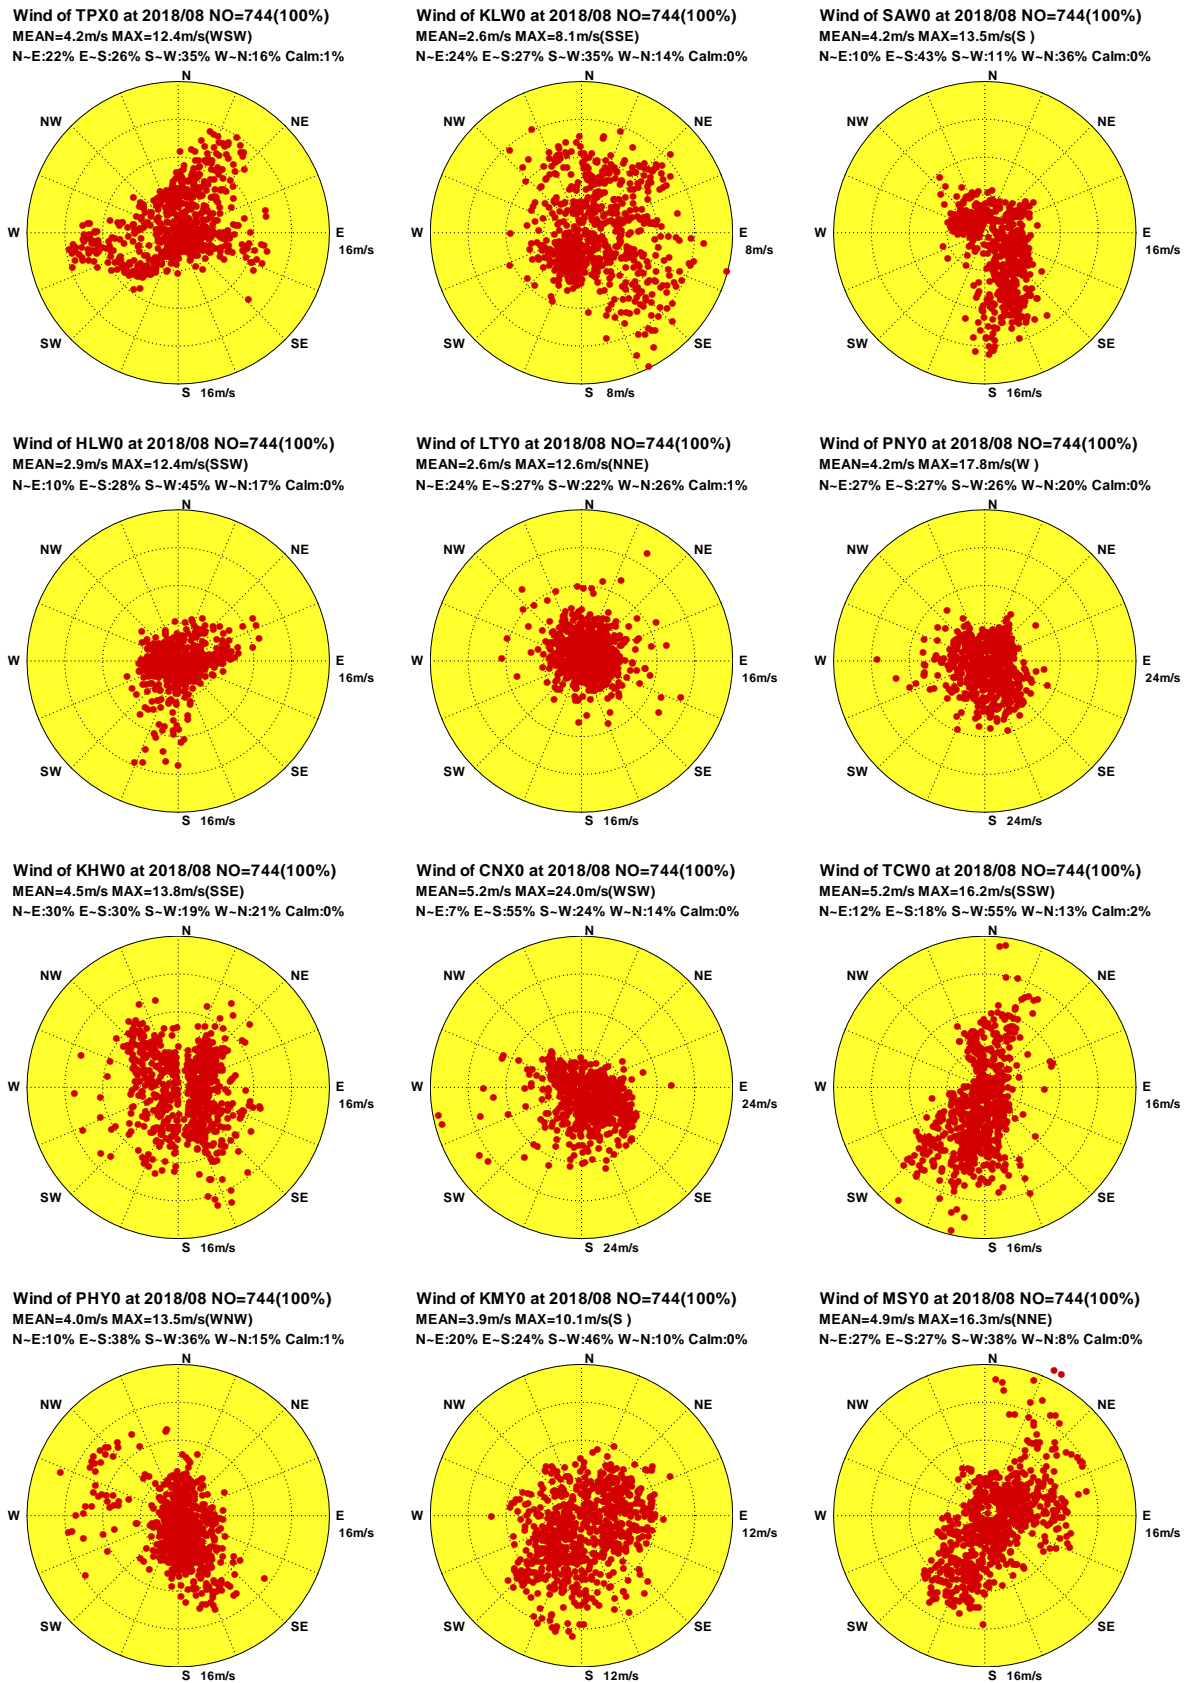 Wind of TPX0 at 2018/08 NO=744(100%)
MEAN=4.2m/s MAX=12.4m/s(WSW)
N~E:22% E~S:26% S~W:35% W~N:16% Calm:1%
N
NW
NE
W
E
16m/s
SW
SE
S 16m/s
Wind of KLW0 at 2018/08 NO=744(100%)
MEAN=2.6m/s MAX=8.1m/s(SSE)
N~E:24% E~S:27% S~W:35% W~N:14% Calm:0%
N
NW
NE
W
E
8m/s
SW
SE
S 8m/s
Wind of SAW0 at 2018/08 NO=744(100%)
MEAN=4.2m/s MAX=13.5m/s(S )
N~E:10% E~S:43% S~W:11% W~N:36% Calm:0%
N
NW
NE
W
E
16m/s
SW
SE
S 16m/s
Wind of HLW0 at 2018/08 NO=744(100%)
MEAN=2.9m/s MAX=12.4m/s(SSW)
N~E:10% E~S:28% S~W:45% W~N:17% Calm:0%
N
NW
NE
W
E
16m/s
SW
SE
S 16m/s
Wind of LTY0 at 2018/08 NO=744(100%)
MEAN=2.6m/s MAX=12.6m/s(NNE)
N~E:24% E~S:27% S~W:22% W~N:26% Calm:1%
N
NW
NE
W
E
16m/s
SW
SE
S 16m/s
Wind of PNY0 at 2018/08 NO=744(100%)
MEAN=4.2m/s MAX=17.8m/s(W )
N~E:27% E~S:27% S~W:26% W~N:20% Calm:0%
N
NW
NE
W
E
24m/s
SW
SE
S 24m/s
Wind of KHW0 at 2018/08 NO=744(100%)
MEAN=4.5m/s MAX=13.8m/s(SSE)
N~E:30% E~S:30% S~W:19% W~N:21% Calm:0%
N
NW
NE
W
E
16m/s
SW
SE
S 16m/s
Wind of CNX0 at 2018/08 NO=744(100%)
MEAN=5.2m/s MAX=24.0m/s(WSW)
N~E:7% E~S:55% S~W:24% W~N:14% Calm:0%
N
NW
NE
W
E
24m/s
SW
SE
S 24m/s
Wind of TCW0 at 2018/08 NO=744(100%)
MEAN=5.2m/s MAX=16.2m/s(SSW)
N~E:12% E~S:18% S~W:55% W~N:13% Calm:2%
N
NW
NE
W
E
16m/s
SW
SE
S 16m/s
Wind of PHY0 at 2018/08 NO=744(100%)
MEAN=4.0m/s MAX=13.5m/s(WNW)
N~E:10% E~S:38% S~W:36% W~N:15% Calm:1%
N
NW
NE
W
E
16m/s
SW
SE
S 16m/s
Wind of KMY0 at 2018/08 NO=744(100%)
MEAN=3.9m/s MAX=10.1m/s(S )
N~E:20% E~S:24% S~W:46% W~N:10% Calm:0%
N
NW
NE
W
E
12m/s
SW
SE
S 12m/s
Wind of MSY0 at 2018/08 NO=744(100%)
MEAN=4.9m/s MAX=16.3m/s(NNE)
N~E:27% E~S:27% S~W:38% W~N:8% Calm:0%
N
NW
NE
W
E
16m/s
SW
SE
S 16m/s